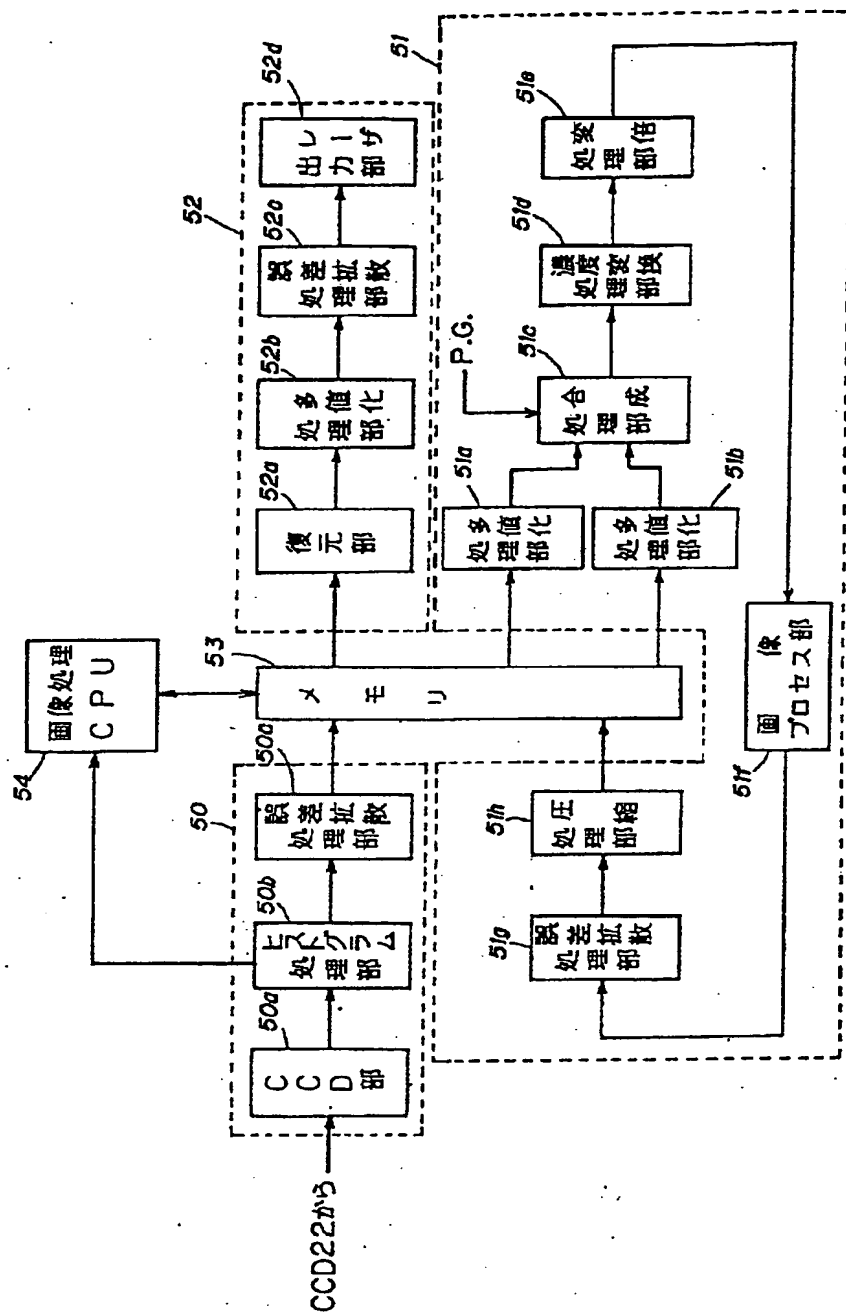 CCD22から
50
50a
CCD部
50b
ヒストグラム
処理部
50c
誤差拡散
処理部
54
画像処理
CPU
53
メモリ
52
52a
復元部
52b
多値化
処理部
52c
誤差拡散
処理部
52d
レーザ
出力部
51
51a
多値化
処理部
51b
多値化
処理部
P.G.
51c
合成
処理部
51d
濃度変換
処理部
51e
変倍
処理部
51f
画像
プロセス部
51g
誤差拡散
処理部
51h
圧縮
処理部